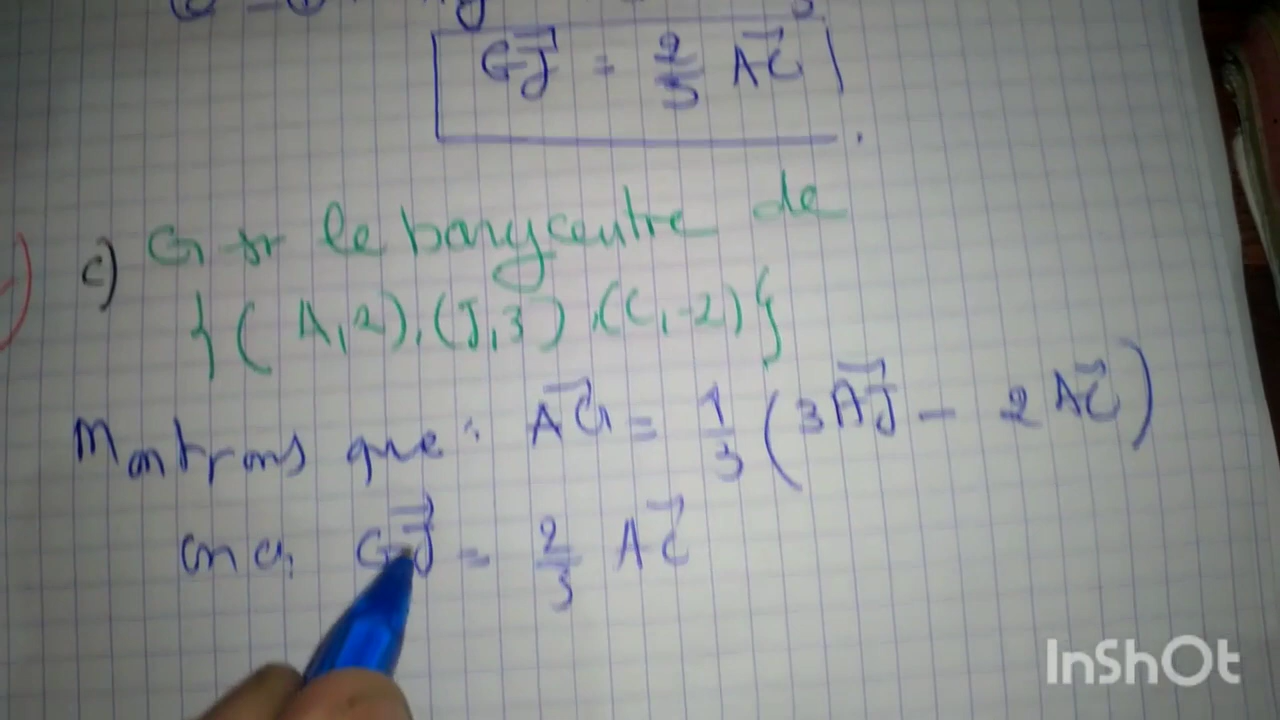 GJ = 2/3 AC
c) G est le barycentre de
{(A,2),(J,3),(C,-2)}
Montrons que: AG = 1/3 (3AJ - 2AC)
on a: GJ = 2/3 AC
InShOt